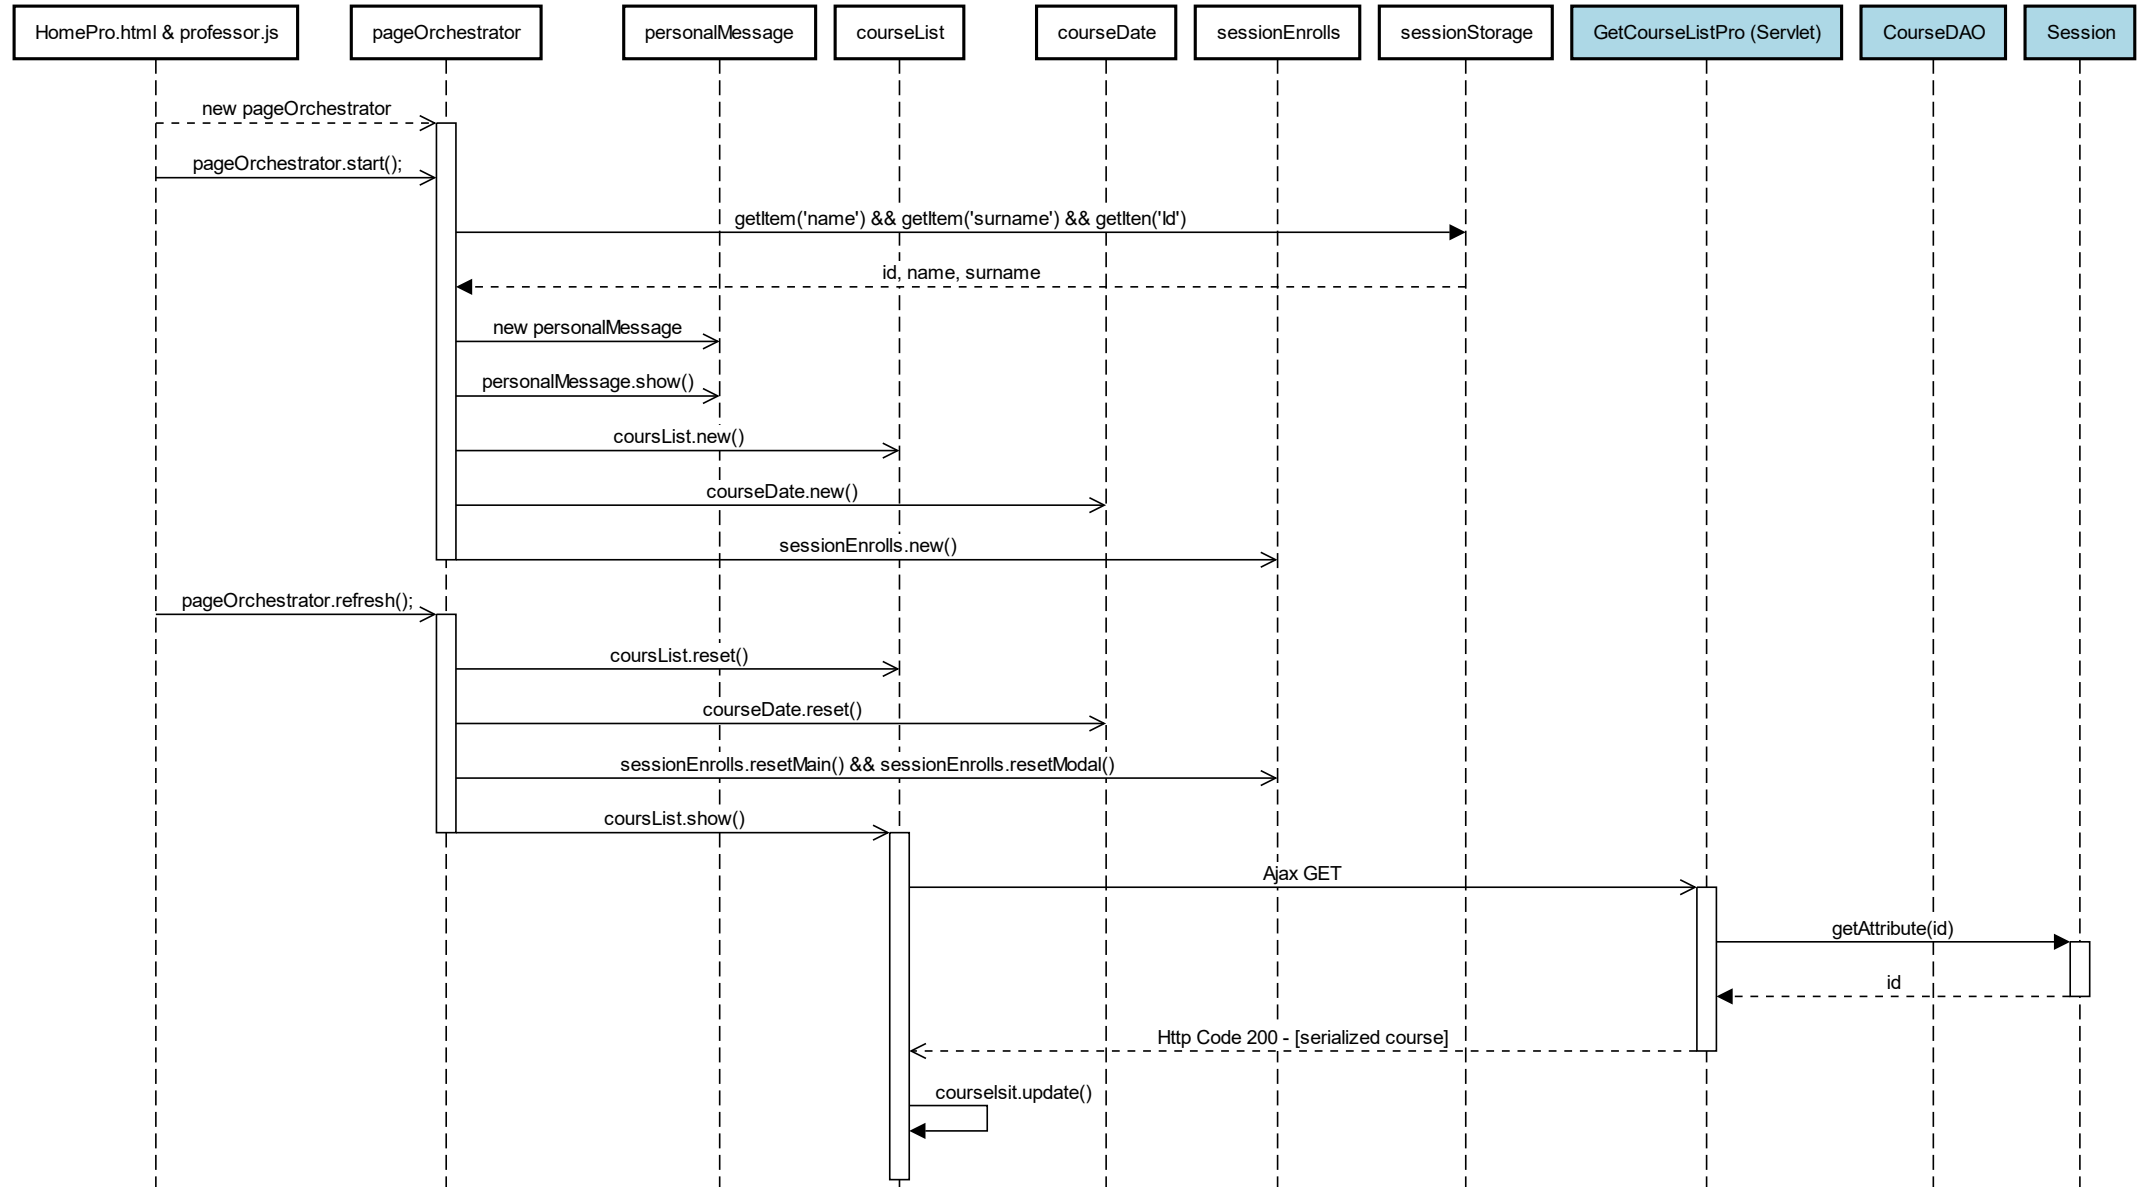 HomePro.html & professor.js
pageOrchestrator
personalMessage
courseList
courseDate
sessionEnrolls
sessionStorage
GetCourseListPro (Servlet)
CourseDAO
Session
new pageOrchestrator
pageOrchestrator.start();
getItem('name') && getItem('surname') && getIten('Id')
id, name, surname
new personalMessage
personalMessage.show()
coursList.new()
courseDate.new()
sessionEnrolls.new()
pageOrchestrator.refresh();
coursList.reset()
courseDate.reset()
sessionEnrolls.resetMain() && sessionEnrolls.resetModal()
coursList.show()
Ajax GET
getAttribute(id)
id
Http Code 200 - [serialized course]
courselsit.update()